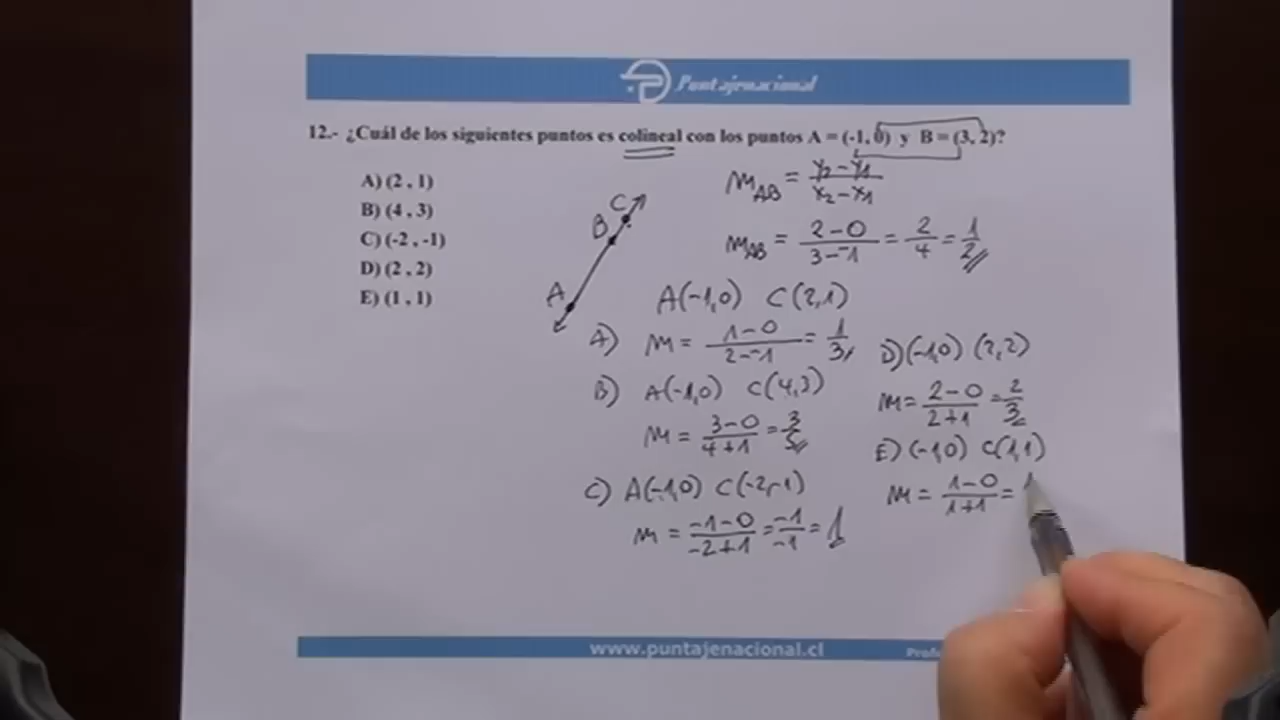 Puntajenacional
12.- ¿Cuál de los siguientes puntos es colineal con los puntos A = (-1, 0) y B = (3, 2)?
A) (2 , 1)
B) (4 , 3)
C) (-2 , -1)
D) (2 , 2)
E) (1 , 1)
A
B
C
m_AB = (y2 - y1)/(x2 - x1)
m_AB = (2-0)/(3--1) = 2/4 = 1/2
A(-1,0) C(2,1)
A) m = (1-0)/(2--1) = 1/3
B) A(-1,0) C(4,3)
m = (3-0)/(4+1) = 3/5
C) A(-1,0) C(-2,-1)
m = (-1-0)/(-2+1) = -1/-1 = 1
D) (-1,0) (2,2)
m = (2-0)/(2+1) = 2/3
E) (-1,0) C(1,1)
m = (1-0)/(1+1) = 1
www.puntajenacional.cl